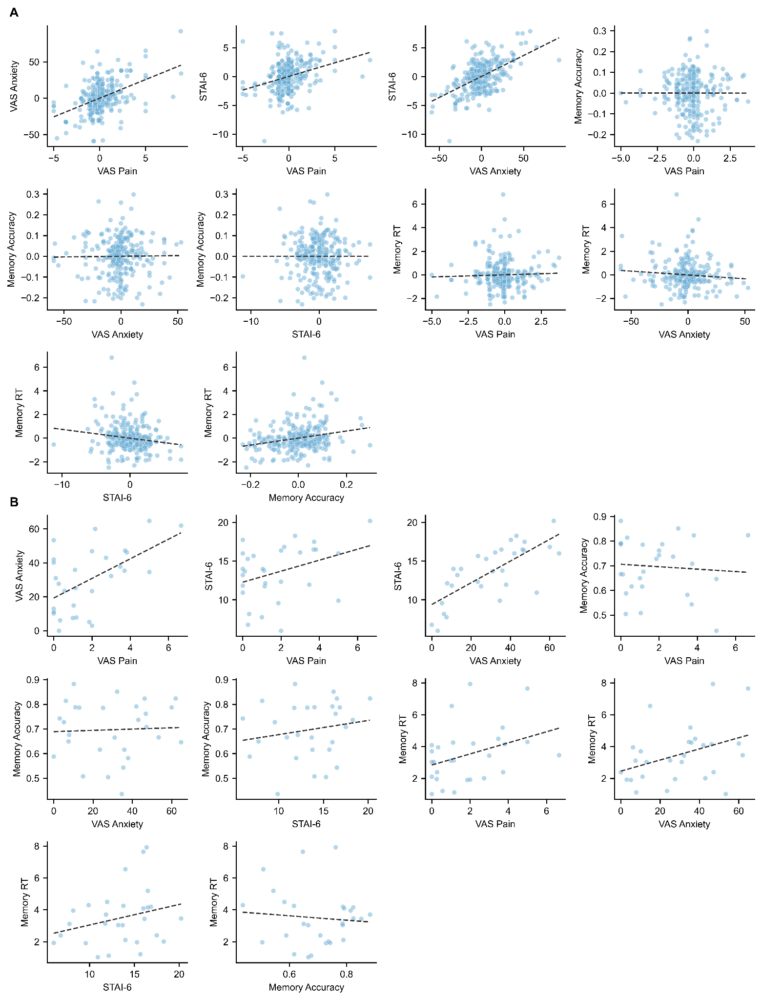 A
VAS Anxiety
50
0
−50
−5 0 5
VAS Pain
STAI-6
5
0
−5
−10
−5 0 5
VAS Pain
STAI-6
5
0
−5
−10
−50 0 50
VAS Anxiety
Memory Accuracy
0.3
0.2
0.1
0.0
−0.1
−0.2
−5.0 −2.5 0.0 2.5
VAS Pain
Memory Accuracy
0.3
0.2
0.1
0.0
−0.1
−0.2
−50 0 50
VAS Anxiety
Memory Accuracy
0.3
0.2
0.1
0.0
−0.1
−0.2
−10 0
STAI-6
Memory RT
6
4
2
0
−2
−5.0 −2.5 0.0 2.5
VAS Pain
Memory RT
6
4
2
0
−2
−50 0 50
VAS Anxiety
Memory RT
6
4
2
0
−2
−10 0
STAI-6
Memory RT
6
4
2
0
−2
−0.2 0.0 0.2
Memory Accuracy
B
VAS Anxiety
60
40
20
0
0 2 4 6
VAS Pain
STAI-6
20
15
10
0 2 4 6
VAS Pain
STAI-6
20
15
10
0 20 40 60
VAS Anxiety
Memory Accuracy
0.9
0.8
0.7
0.6
0.5
0 2 4 6
VAS Pain
Memory Accuracy
0.9
0.8
0.7
0.6
0.5
0 20 40 60
VAS Anxiety
Memory Accuracy
0.9
0.8
0.7
0.6
0.5
10 15 20
STAI-6
Memory RT
8
6
4
2
0 2 4 6
VAS Pain
Memory RT
8
6
4
2
0 20 40 60
VAS Anxiety
Memory RT
8
6
4
2
10 15 20
STAI-6
Memory RT
8
6
4
2
0.6 0.8
Memory Accuracy